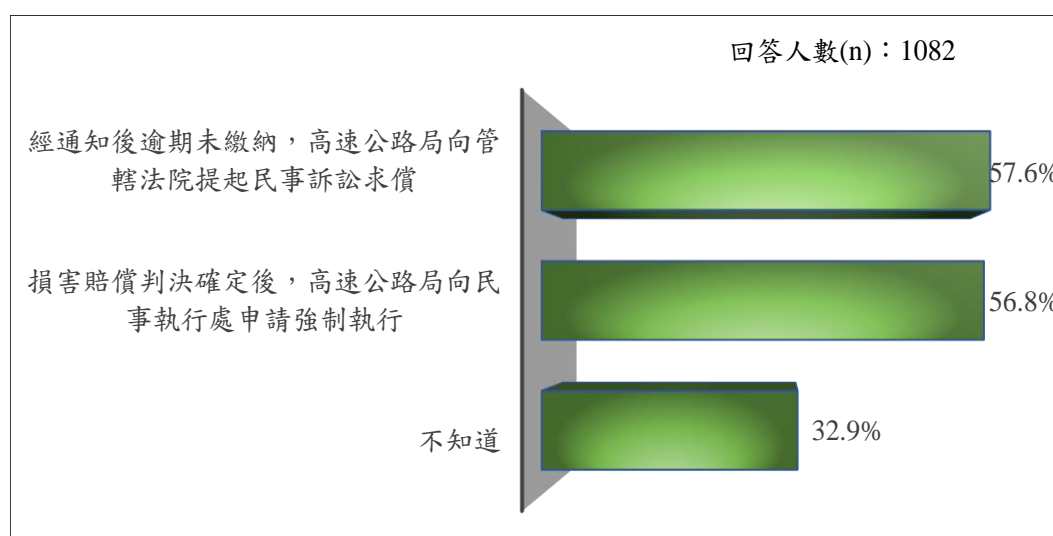 回答人數(n)：1082
經通知後逾期未繳納，高速公路局向管
轄法院提起民事訴訟求償
57.6%
損害賠償判決確定後，高速公路局向民
事執行處申請強制執行
56.8%
不知道
32.9%